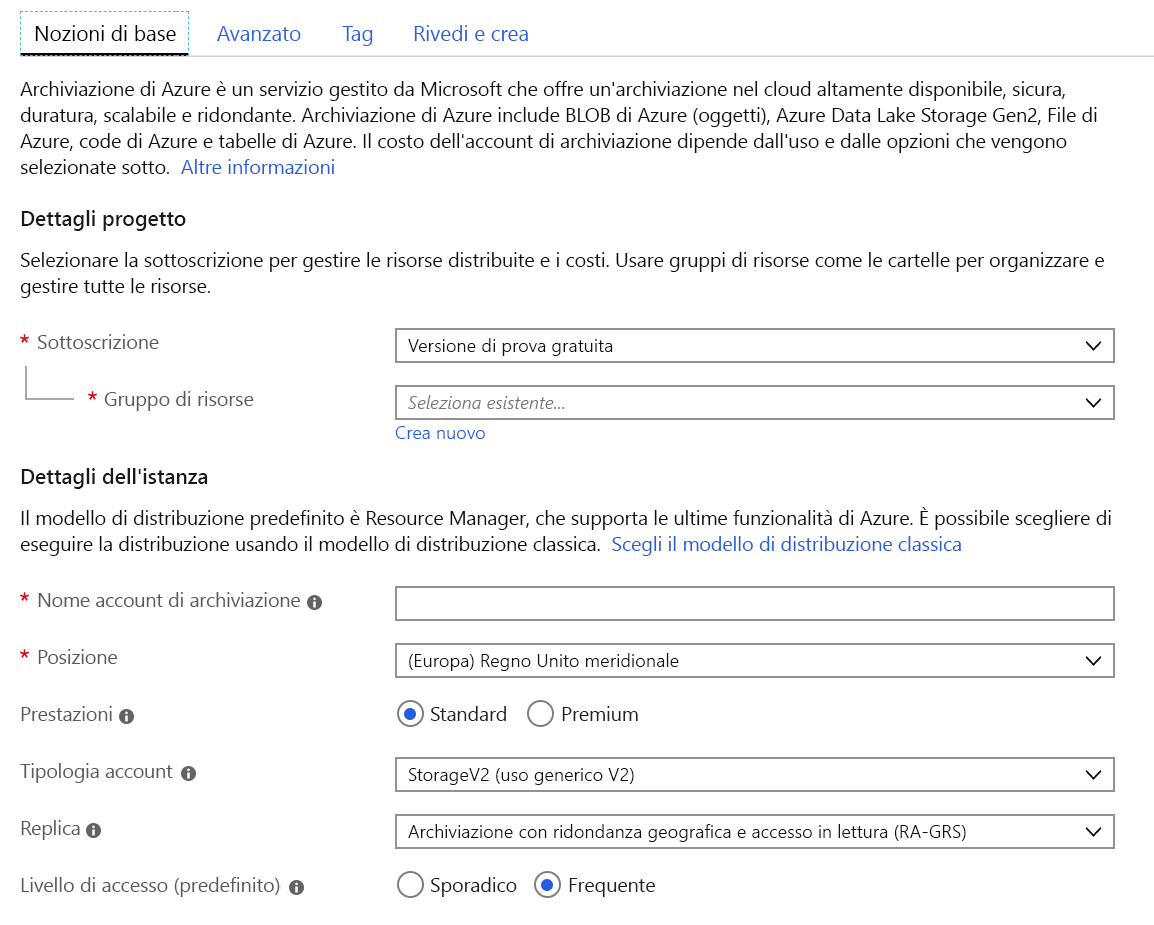 Nozioni di base Avanzato Tag Rivedi e crea
Archiviazione di Azure è un servizio gestito da Microsoft che offre un'archiviazione nel cloud altamente disponibile, sicura,
duratura, scalabile e ridondante. Archiviazione di Azure include BLOB di Azure (oggetti), Azure Data Lake Storage Gen2, File di
Azure, code di Azure e tabelle di Azure. Il costo dell'account di archiviazione dipende dall'uso e dalle opzioni che vengono
selezionate sotto. Altre informazioni
Dettagli progetto
Selezionare la sottoscrizione per gestire le risorse distribuite e i costi. Usare gruppi di risorse come le cartelle per organizzare e
gestire tutte le risorse.
* Sottoscrizione Versione di prova gratuita
* Gruppo di risorse Seleziona esistente...
Crea nuovo
Dettagli dell'istanza
Il modello di distribuzione predefinito è Resource Manager, che supporta le ultime funzionalità di Azure. È possibile scegliere di
eseguire la distribuzione usando il modello di distribuzione classica. Scegli il modello di distribuzione classica
* Nome account di archiviazione
* Posizione (Europa) Regno Unito meridionale
Prestazioni Standard Premium
Tipologia account StorageV2 (uso generico V2)
Replica Archiviazione con ridondanza geografica e accesso in lettura (RA-GRS)
Livello di accesso (predefinito) Sporadico Frequente